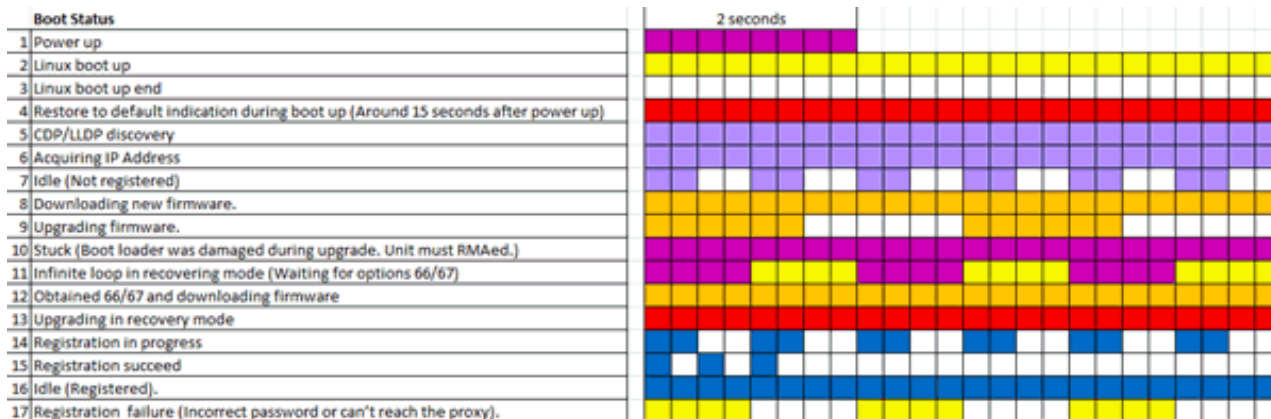 Boot Status 2 seconds
1 Power up
2 Linux boot up
3 Linux boot up end
4 Restore to default indication during boot up (Around 15 seconds after power up)
5 CDP/LLDP discovery
6 Acquiring IP Address
7 Idle (Not registered)
8 Downloading new firmware.
9 Upgrading firmware.
10 Stuck (Boot loader was damaged during upgrade. Unit must RMAed.)
11 Infinite loop in recovering mode (Waiting for options 66/67)
12 Obtained 66/67 and downloading firmware
13 Upgrading in recovery mode
14 Registration in progress
15 Registration succeed
16 Idle (Registered).
17 Registration failure (Incorrect password or can't reach the proxy).